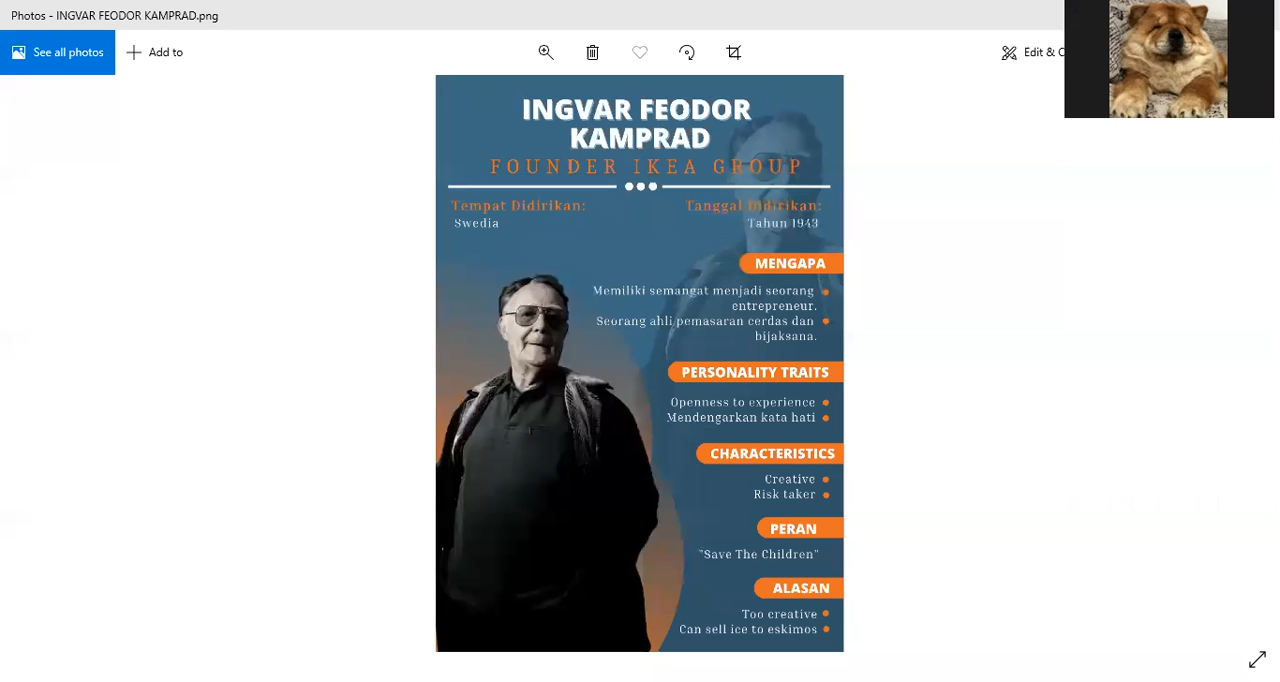 Photos - INGVAR FEODOR KAMPRAD.png
See all photos
Add to
Edit & C
INGVAR FEODOR
KAMPRAD
FOUNDER IKEA GROUP
Tempat Didirikan:
Swedia
Tanggal Didirikan:
Tahun 1943
MENGAPA
Memiliki semangat menjadi seorang
entrepreneur.
Seorang ahli pemasaran cerdas dan
bijaksana.
PERSONALITY TRAITS
Openness to experience
Mendengarkan kata hati
CHARACTERISTICS
Creative
Risk taker
PERAN
"Save The Children"
ALASAN
Too creative
Can sell ice to eskimos